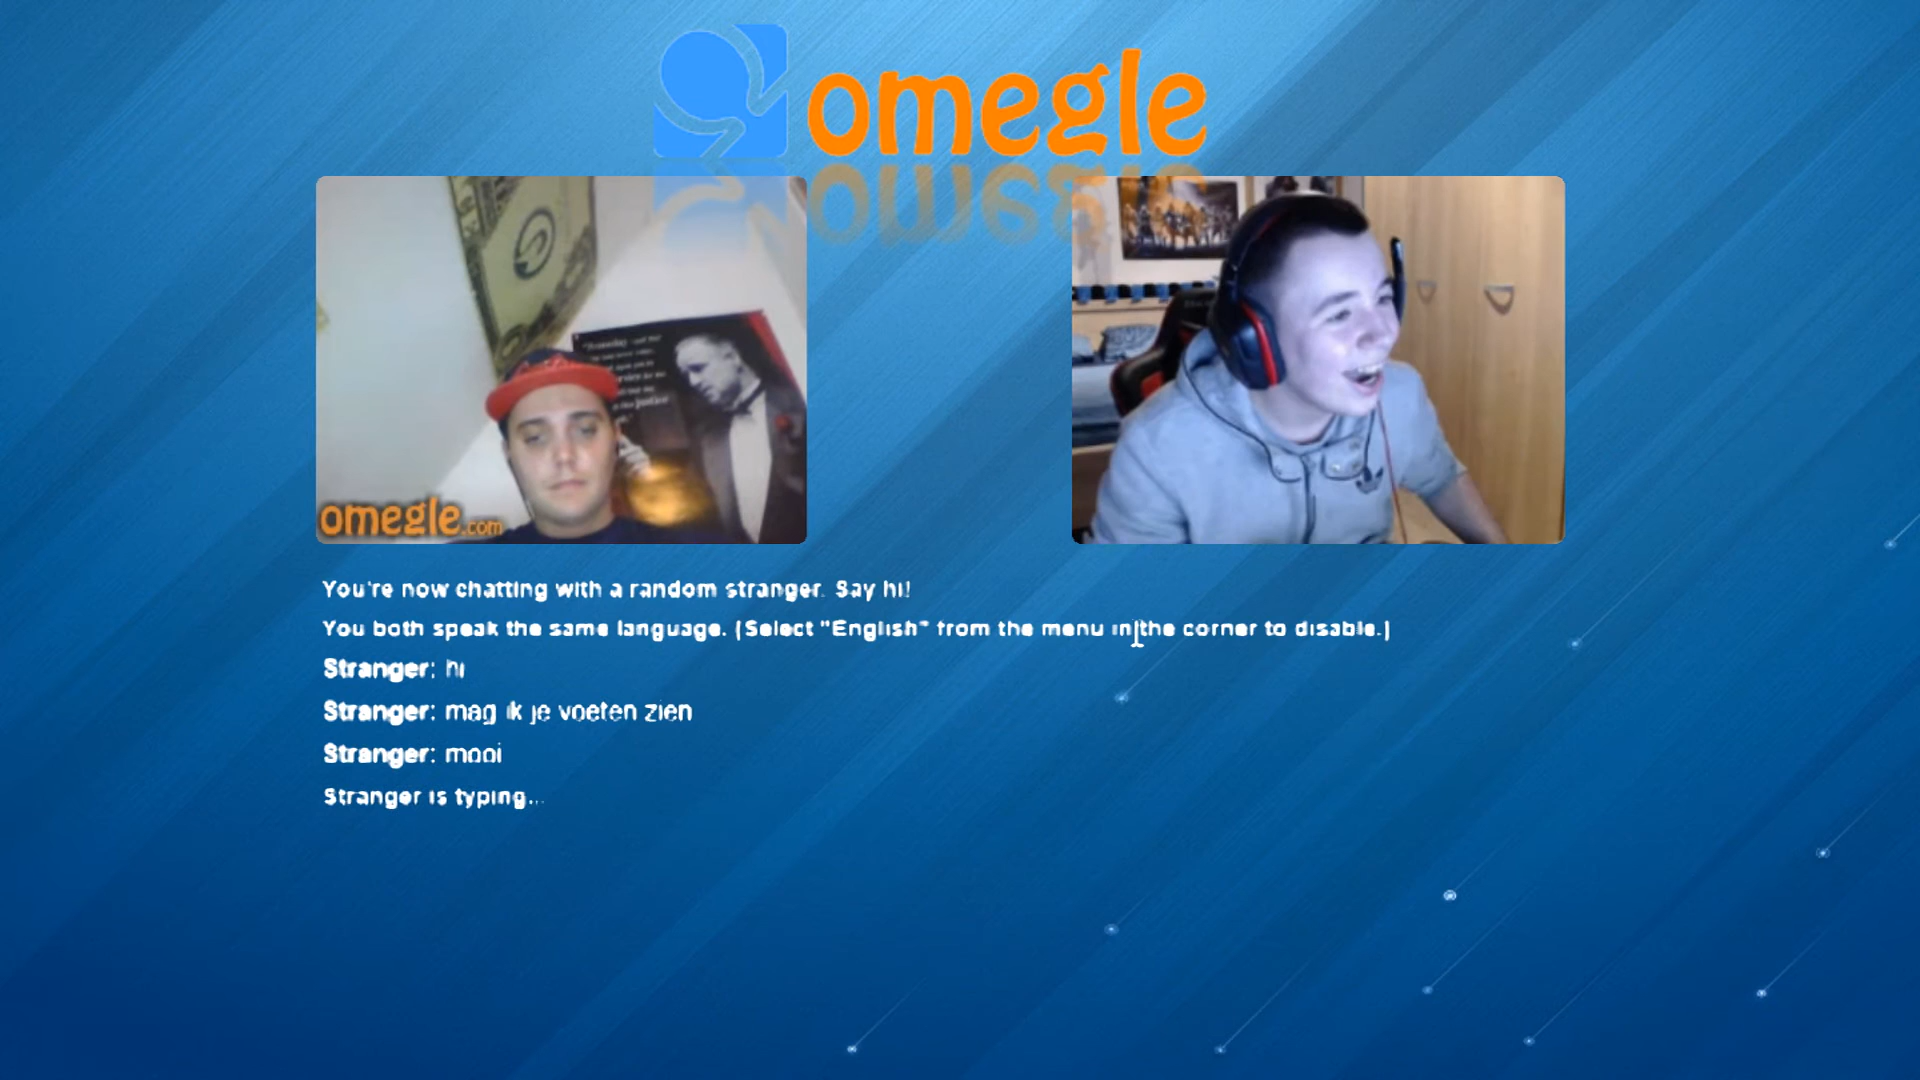 omegle
omegle.com
You're now chatting with a random stranger. Say hi!
You both speak the same language. (Select "English" from the menu in the corner to disable.)
Stranger: hi
Stranger: mag ik je voeten zien
Stranger: mooi
Stranger is typing...